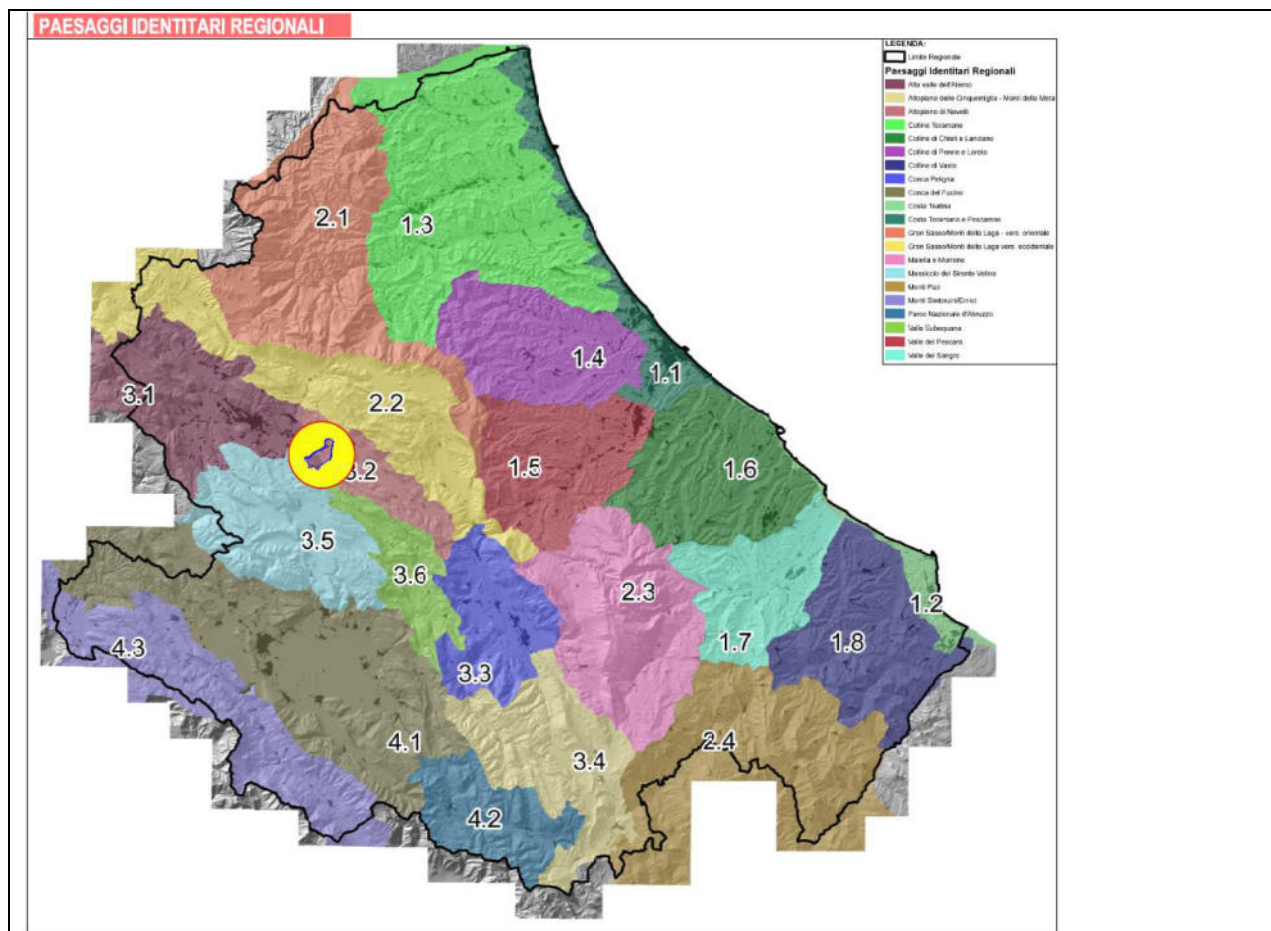 PAESAGGI IDENTITARI REGIONALI
LEGENDA:
Limite Regionale
Paesaggi Identitari Regionali
Alta valle dell'Aterno
Altopiano delle Cinquemiglia - Monti della Meta
Altopiano di Navelli
Colline Teramane
Colline di Chieti e Lanciano
Colline di Penne e Loreto
Colline di Vasto
Conca Peligna
Conca del Fucino
Costa Teatina
Costa Teramana e Pescarese
Gran Sasso/Monti della Laga - vers. orientale
Gran Sasso/Monti della Laga vers. occidentale
Maiella e Morrone
Massiccio del Sirente Velino
Monti Pizi
Monti Simbruini/Ernici
Parco Nazionale d'Abruzzo
Valle Subequana
Valle del Pescara
Valle del Sangro
2.1
1.3
1.4
1.1
3.1
2.2
3.2
1.5
1.6
3.5
3.6
2.3
1.2
1.7
1.8
4.3
3.3
4.1
2.4
3.4
4.2